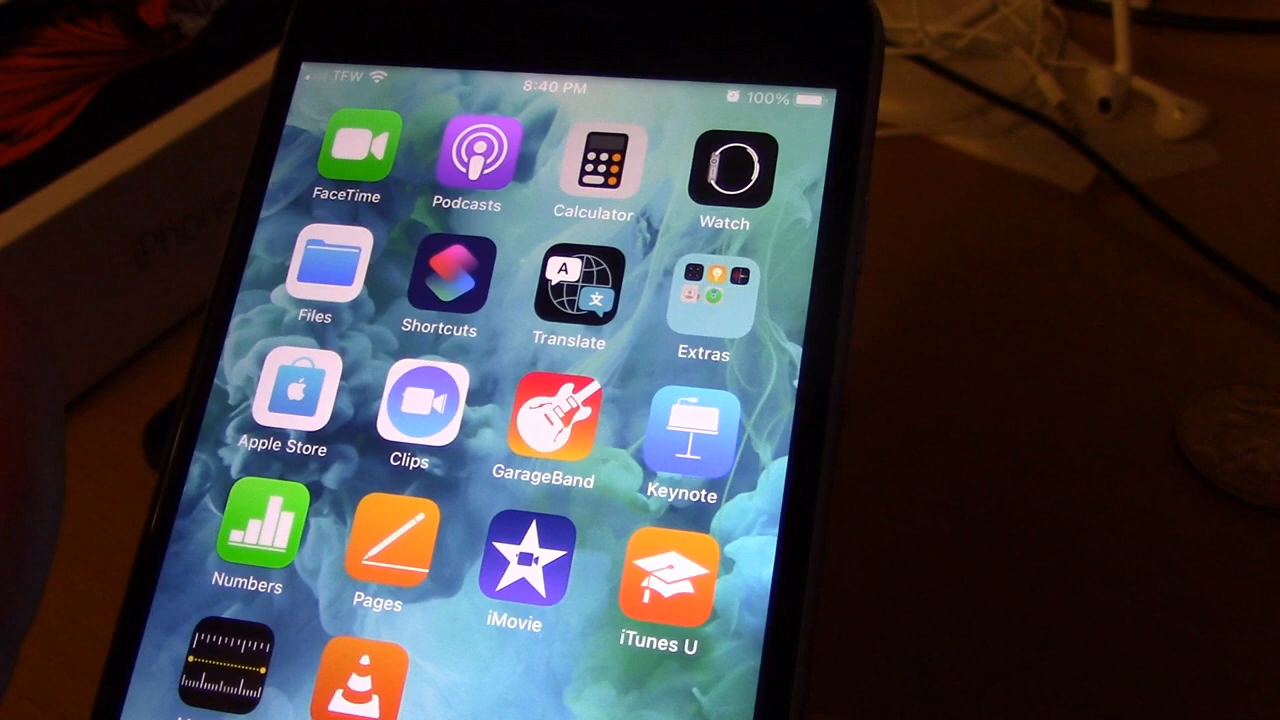 TFW 8:40 PM 100%
FaceTime Podcasts Calculator Watch
Files Shortcuts Translate Extras
A 文
Apple Store Clips GarageBand Keynote
Numbers Pages iMovie iTunes U
iPhone